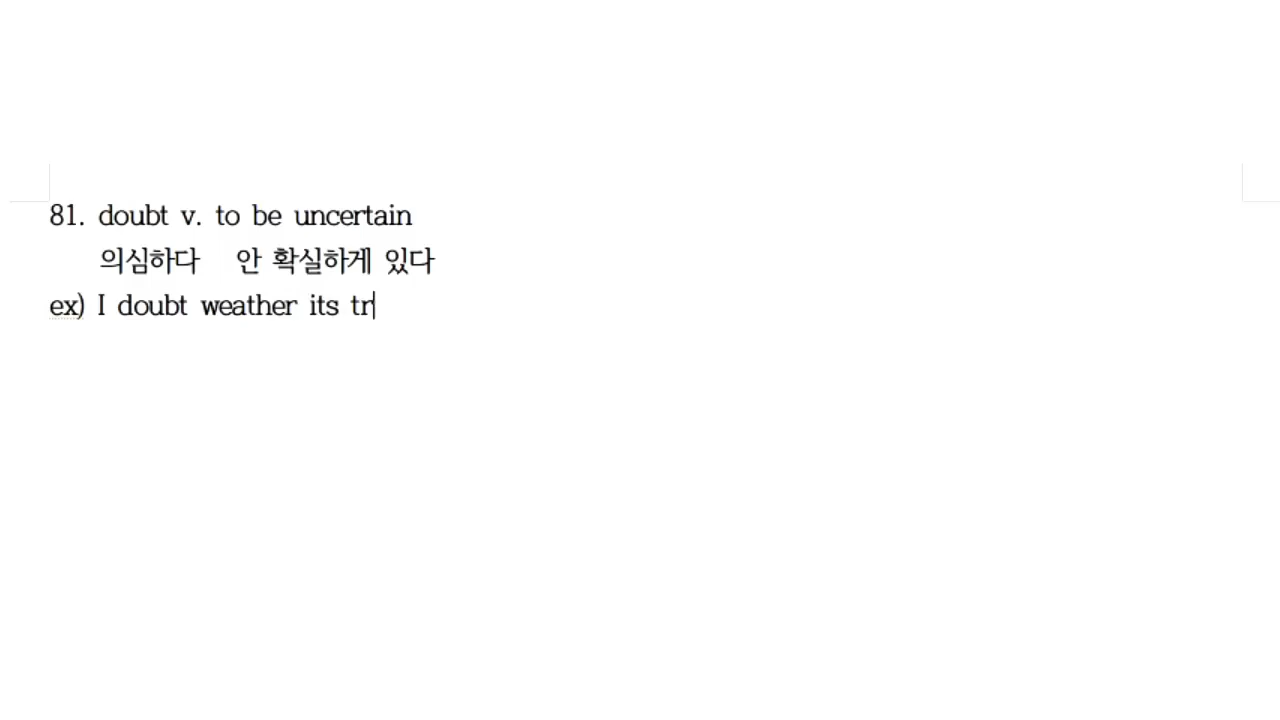 81. doubt v. to be uncertain
의심하다 안 확실하게 있다
ex) I doubt weather its tr